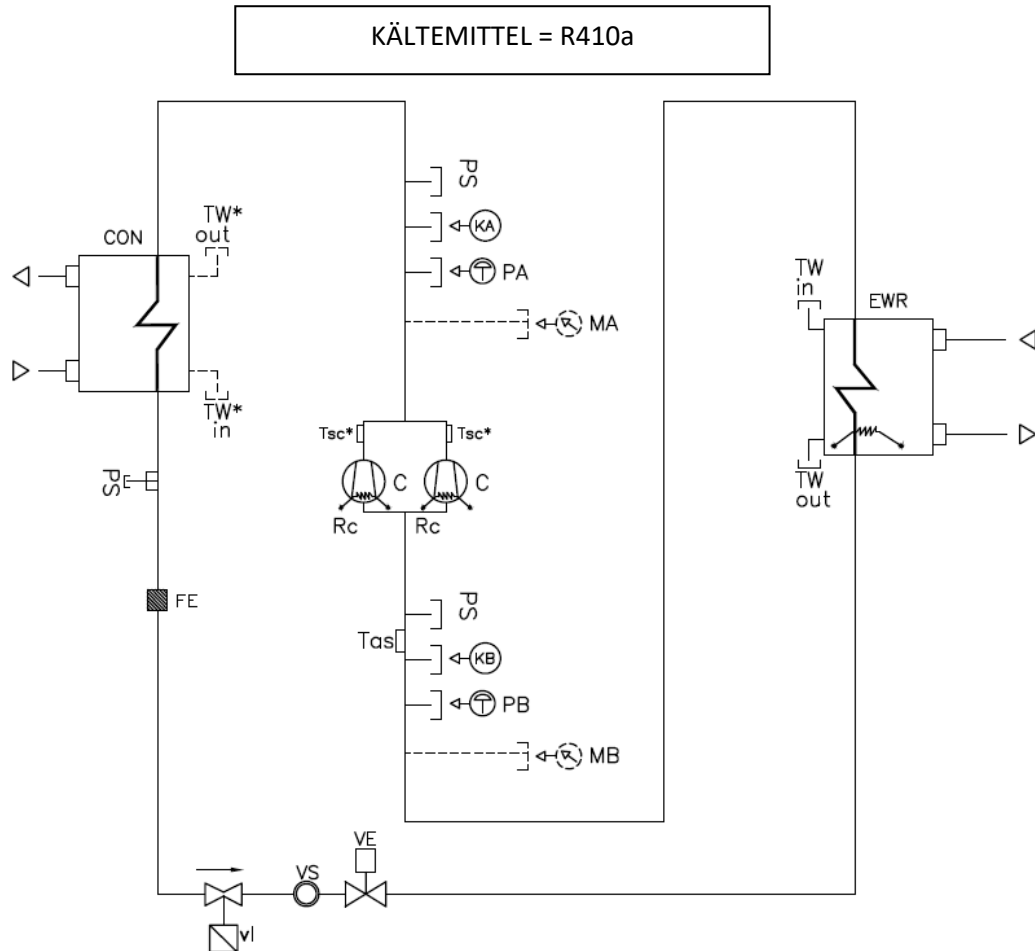 KÄLTEMITTEL = R410a
PS
KA
PA
MA
CON
TW*
out
TW*
in
TW
in
EWR
TW
out
Tsc*
Tsc*
C
C
Rc
Rc
PS
FE
PS
Tas
KB
PB
MB
VE
VS
vl